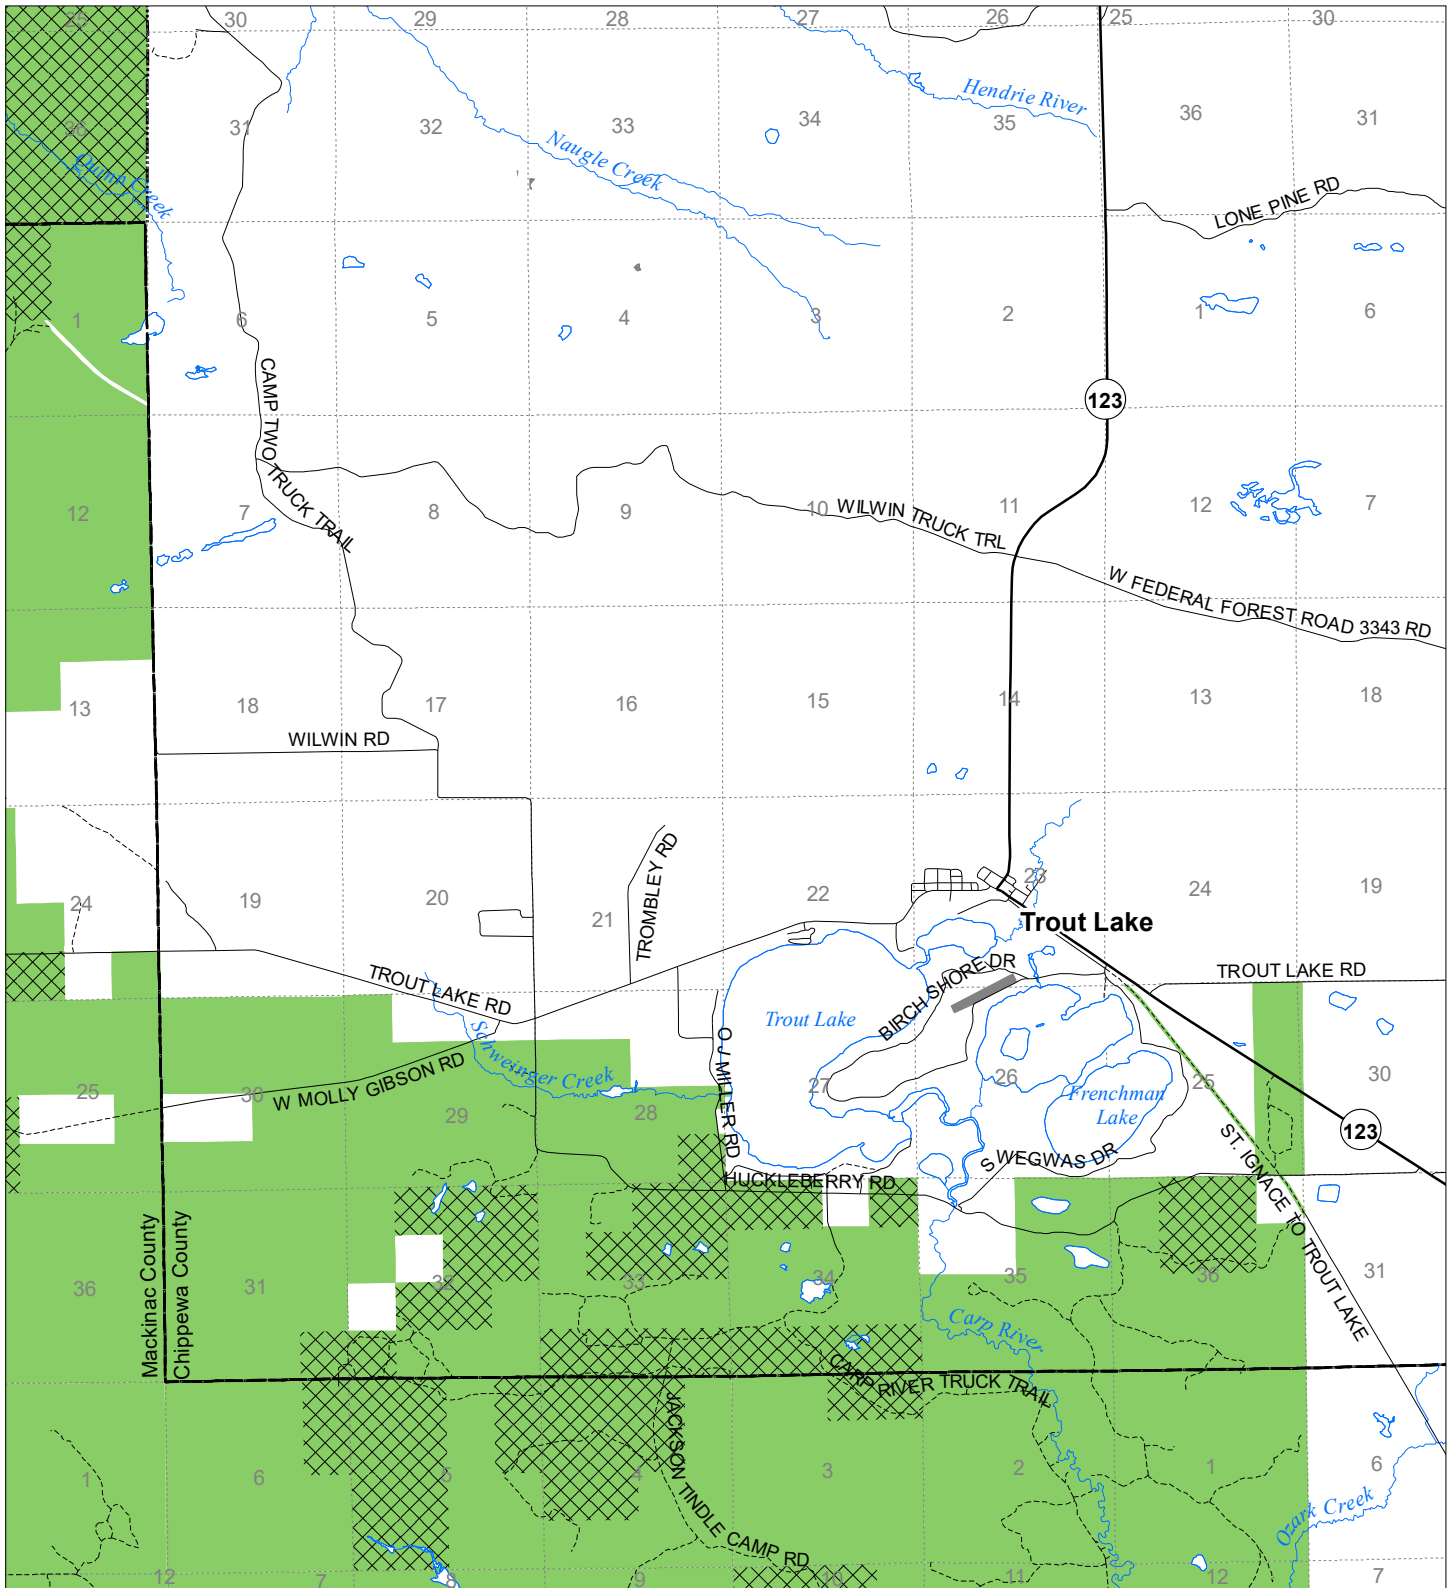 25
30
29
28
27
26
25
30
36
31
32
33
34
35
36
31
Hendrie River
Naugle Creek
Quinn Creek
LONE PINE RD
1
6
5
4
3
2
1
6
CAMP TWO TRUCK TRAIL
123
12
7
8
9
10
11
12
7
WILWIN TRUCK TRL
W FEDERAL FOREST ROAD 3343 RD
13
18
17
16
15
14
13
18
WILWIN RD
24
19
20
21
22
23
24
19
TROMBLEY RD
Trout Lake
TROUT LAKE RD
TROUT LAKE RD
BIRCH SHORE DR
Trout Lake
O J MILLER RD
Schweinger Creek
W MOLLY GIBSON RD
25
30
29
28
27
26
25
30
Frenchman
Lake
123
S WEGWAS DR
HUCKLEBERRY RD
ST. IGNACE TO TROUT LAKE
Mackinac County
Chippewa County
36
31
32
33
34
35
36
31
Carp River
CARP RIVER TRUCK TRAIL
JACKSON TINDLE CAMP RD
1
6
5
4
3
2
1
6
Ozark Creek
12
7
8
9
10
11
12
7